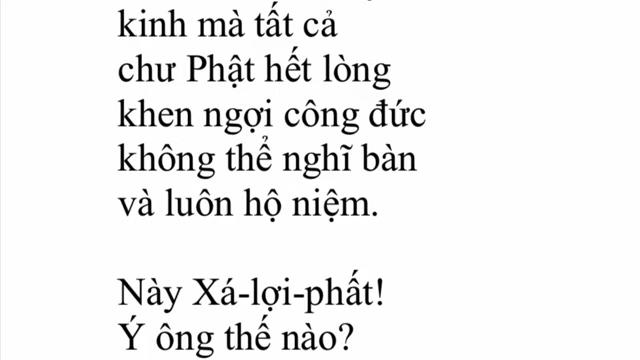 kinh mà tất cả
chư Phật hết lòng
khen ngợi công đức
không thể nghĩ bàn
và luôn hộ niệm.
Này Xá-lợi-phất!
Ý ông thế nào?